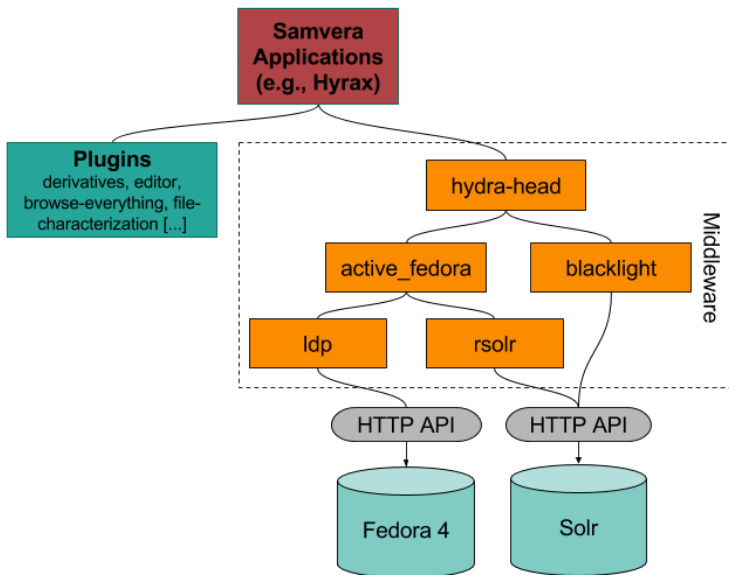 Samvera
Applications
(e.g., Hyrax)
Plugins
derivatives, editor,
browse-everything, file-
characterization [...]
hydra-head
Middleware
active_fedora
blacklight
ldp
rsolr
HTTP API
HTTP API
Fedora 4
Solr